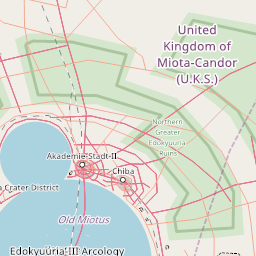 United
Kingdom of
Miota-Candor
(U.K.S.)
Northern
Greater
Edokyuuria
Ruins
Akademie-Stadt-II
Chiba
a Crater District
Old Miotus
Edokyuúria-III Arcology